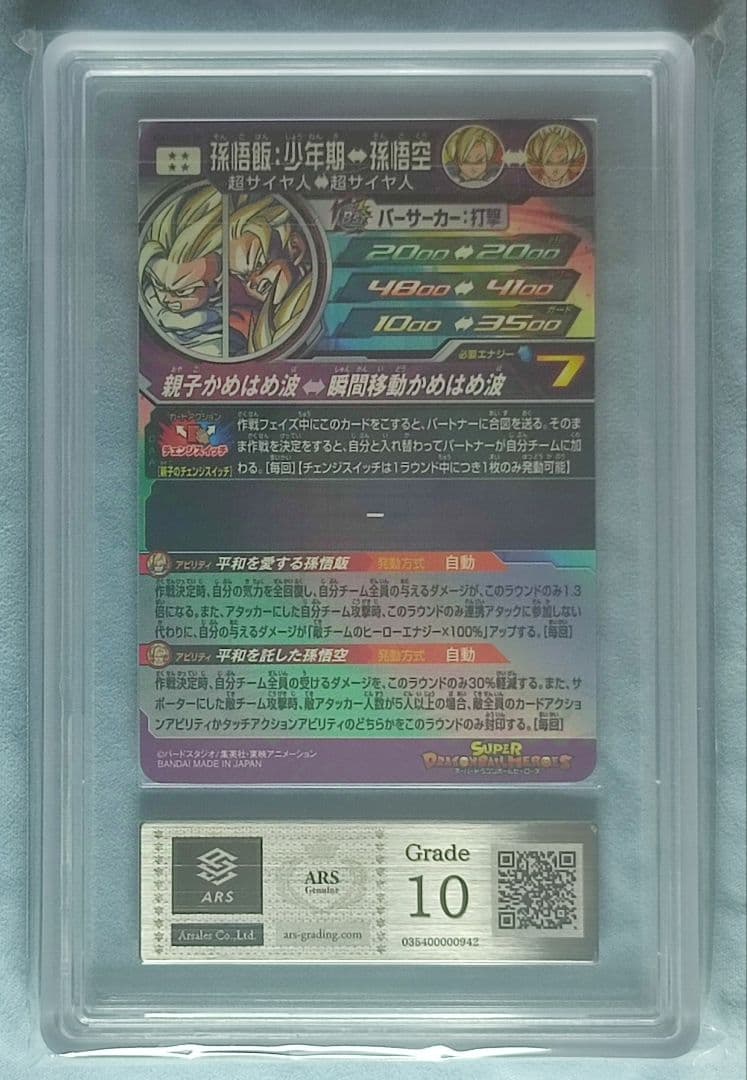 孫悟飯:少年期⇔孫悟空
超サイヤ人⇔超サイヤ人
バーサーカー:打撃
2000⇔2000
4800⇔4100
ガード
1000⇔3500
必要エナジー 7
親子かめはめ波⇔瞬間移動かめはめ波
カードアクション
チェンジスイッチ
[親子のチェンジスイッチ]
作戦フェイズ中にこのカードをこすると、パートナーに合図を送る。そのま
ま作戦を決定をすると、自分と入れ替わってパートナーが自分チームに加
わる。[毎回]【チェンジスイッチは1ラウンド中につき1枚のみ発動可能】
ー
アビリティ 平和を愛する孫悟飯 発動方式 自動
作戦決定時、自分の気力を全回復し、自分チーム全員の与えるダメージが、このラウンドのみ1.3
倍になる。また、アタッカーにした自分チーム攻撃時、このラウンドのみ連携アタックに参加しない
代わりに、自分の与えるダメージが「敵チームのヒーローエナジー×100%」アップする。[毎回]
アビリティ 平和を託した孫悟空 発動方式 自動
作戦決定時、自分チーム全員の受けるダメージを、このラウンドのみ30%軽減する。また、サ
ポーターにした敵チーム攻撃時、敵アタッカー人数が5人以上の場合、敵全員のカードアクショ
ンアビリティかタッチアクションアビリティのどちらかをこのラウンドのみ封印する。[毎回]
©バードスタジオ/集英社・東映アニメーション
BANDAI MADE IN JAPAN
SUPER
DRAGONBALL HEROES
スーパードラゴンボールヒーローズ
ARS
Arsales Co.,Ltd.
ARS
Genuine
ars-grading.com
Grade
10
035400000942